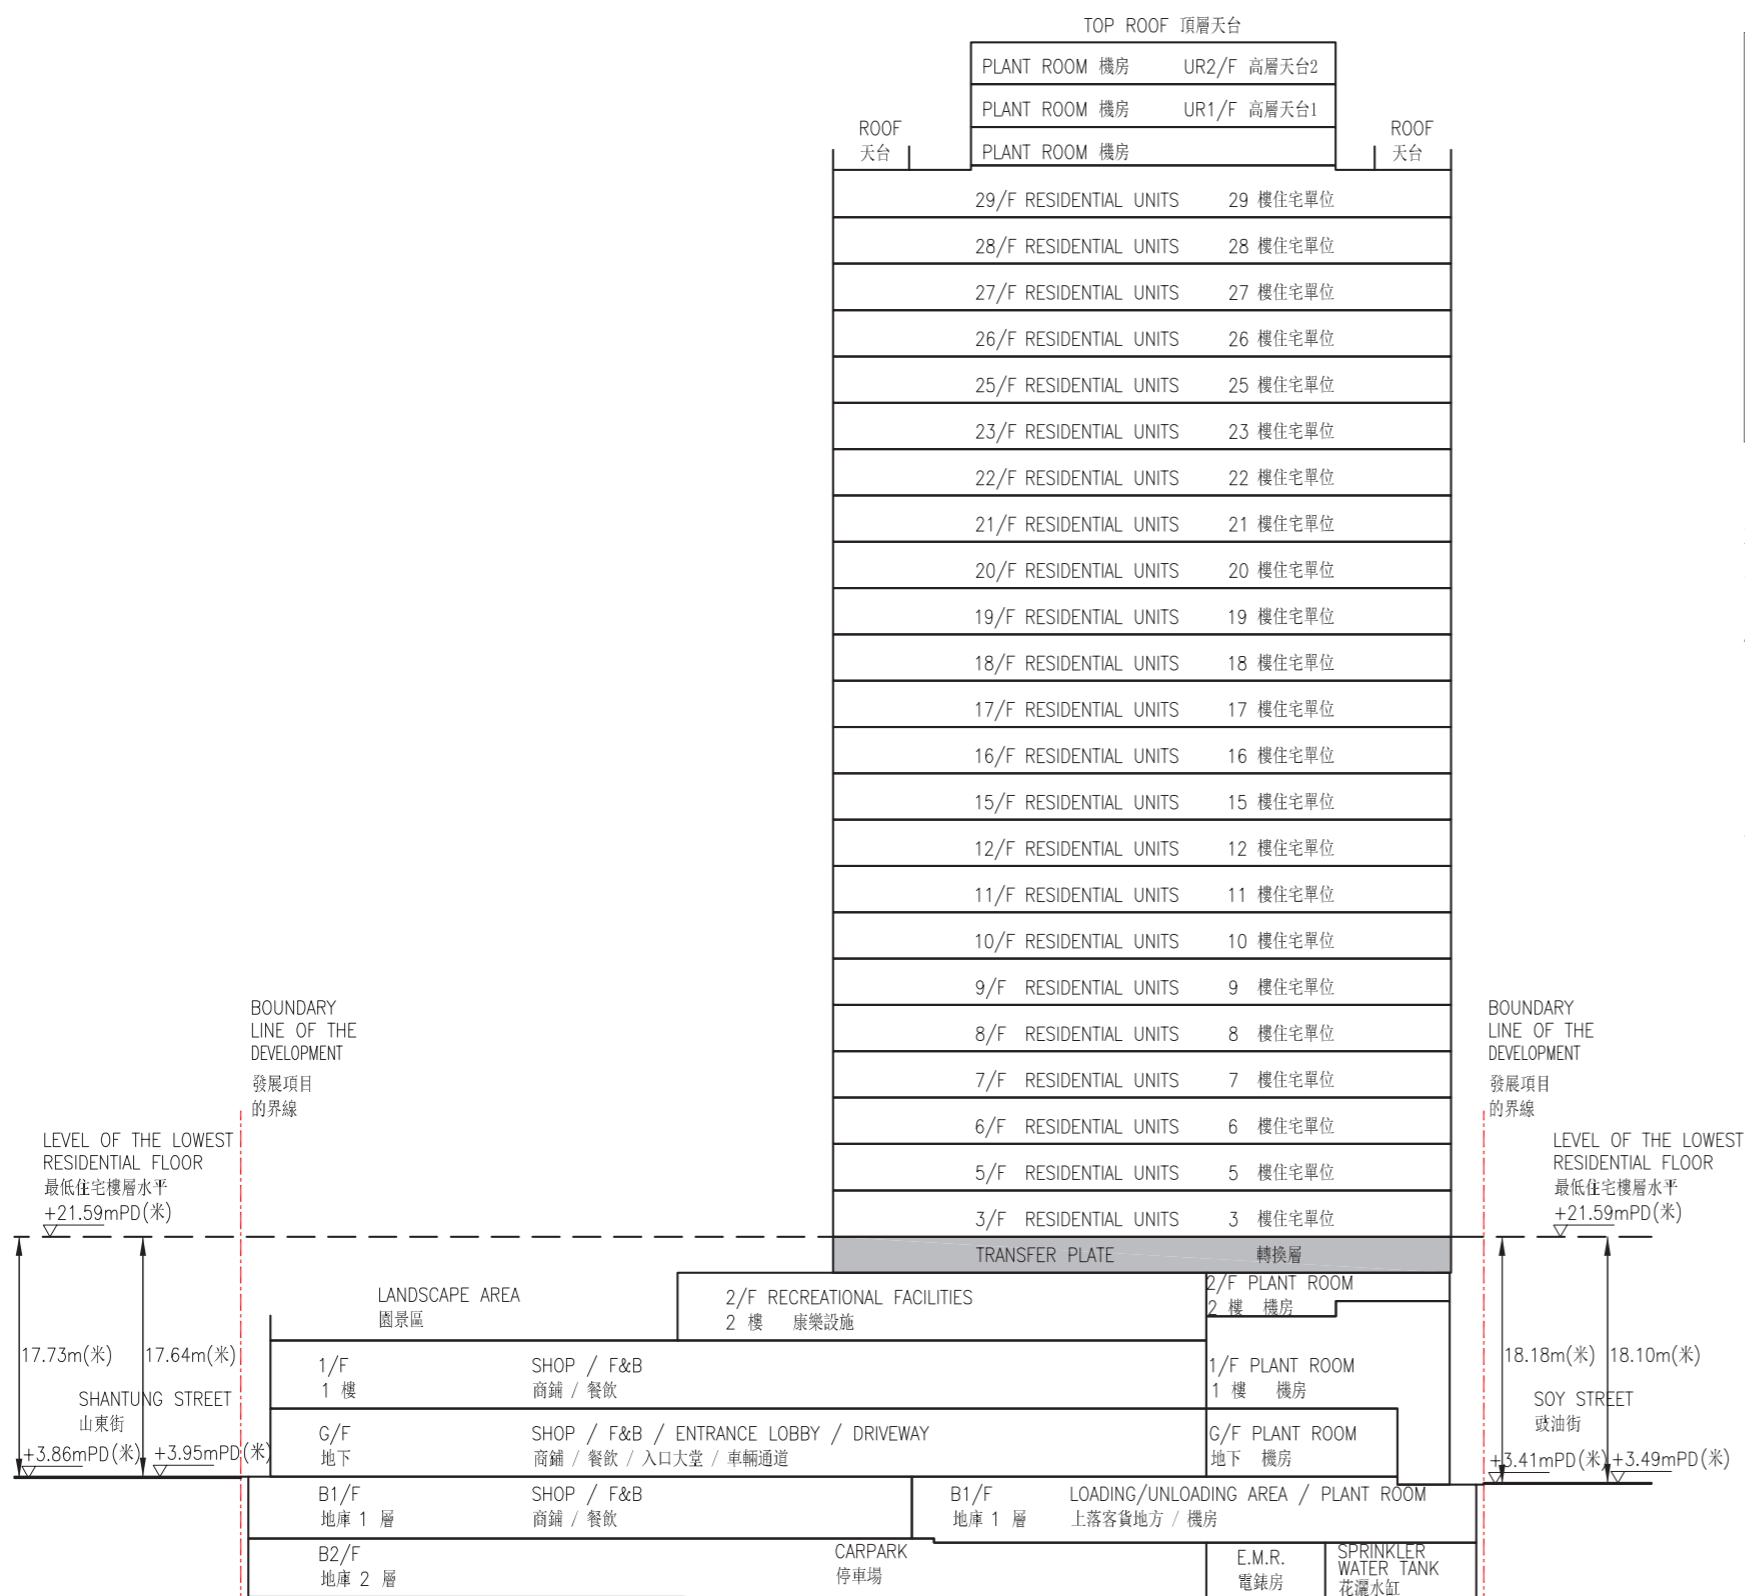 TOP ROOF 頂層天台
PLANT ROOM 機房 UR2/F 高層天台2
PLANT ROOM 機房 UR1/F 高層天台1
ROOF
天台
PLANT ROOM 機房
ROOF
天台
29/F RESIDENTIAL UNITS 29 樓住宅單位
28/F RESIDENTIAL UNITS 28 樓住宅單位
27/F RESIDENTIAL UNITS 27 樓住宅單位
26/F RESIDENTIAL UNITS 26 樓住宅單位
25/F RESIDENTIAL UNITS 25 樓住宅單位
23/F RESIDENTIAL UNITS 23 樓住宅單位
22/F RESIDENTIAL UNITS 22 樓住宅單位
21/F RESIDENTIAL UNITS 21 樓住宅單位
20/F RESIDENTIAL UNITS 20 樓住宅單位
19/F RESIDENTIAL UNITS 19 樓住宅單位
18/F RESIDENTIAL UNITS 18 樓住宅單位
17/F RESIDENTIAL UNITS 17 樓住宅單位
16/F RESIDENTIAL UNITS 16 樓住宅單位
15/F RESIDENTIAL UNITS 15 樓住宅單位
12/F RESIDENTIAL UNITS 12 樓住宅單位
11/F RESIDENTIAL UNITS 11 樓住宅單位
10/F RESIDENTIAL UNITS 10 樓住宅單位
9/F RESIDENTIAL UNITS 9 樓住宅單位
8/F RESIDENTIAL UNITS 8 樓住宅單位
7/F RESIDENTIAL UNITS 7 樓住宅單位
6/F RESIDENTIAL UNITS 6 樓住宅單位
5/F RESIDENTIAL UNITS 5 樓住宅單位
3/F RESIDENTIAL UNITS 3 樓住宅單位
TRANSFER PLATE 轉換層
BOUNDARY
LINE OF THE
DEVELOPMENT
發展項目
的界線
BOUNDARY
LINE OF THE
DEVELOPMENT
發展項目
的界線
LEVEL OF THE LOWEST
RESIDENTIAL FLOOR
最低住宅樓層水平
+21.59mPD(米)
LEVEL OF THE LOWEST
RESIDENTIAL FLOOR
最低住宅樓層水平
+21.59mPD(米)
LANDSCAPE AREA
園景區
2/F RECREATIONAL FACILITIES
2 樓 康樂設施
2/F PLANT ROOM
2 樓 機房
17.73m(米) 17.64m(米)
1/F SHOP / F&B
1 樓 商鋪 / 餐飲
1/F PLANT ROOM
1 樓 機房
18.18m(米) 18.10m(米)
SHANTUNG STREET
山東街
SOY STREET
豉油街
G/F SHOP / F&B / ENTRANCE LOBBY / DRIVEWAY
地下 商鋪 / 餐飲 / 入口大堂 / 車輛通道
G/F PLANT ROOM
地下 機房
+3.86mPD(米) +3.95mPD(米)
+3.41mPD(米) +3.49mPD(米)
B1/F SHOP / F&B
地庫 1 層 商鋪 / 餐飲
B1/F LOADING/UNLOADING AREA / PLANT ROOM
地庫 1 層 上落客貨地方 / 機房
B2/F
地庫 2 層
CARPARK
停車場
E.M.R.
電錶房
SPRINKLER
WATER TANK
花灑水缸